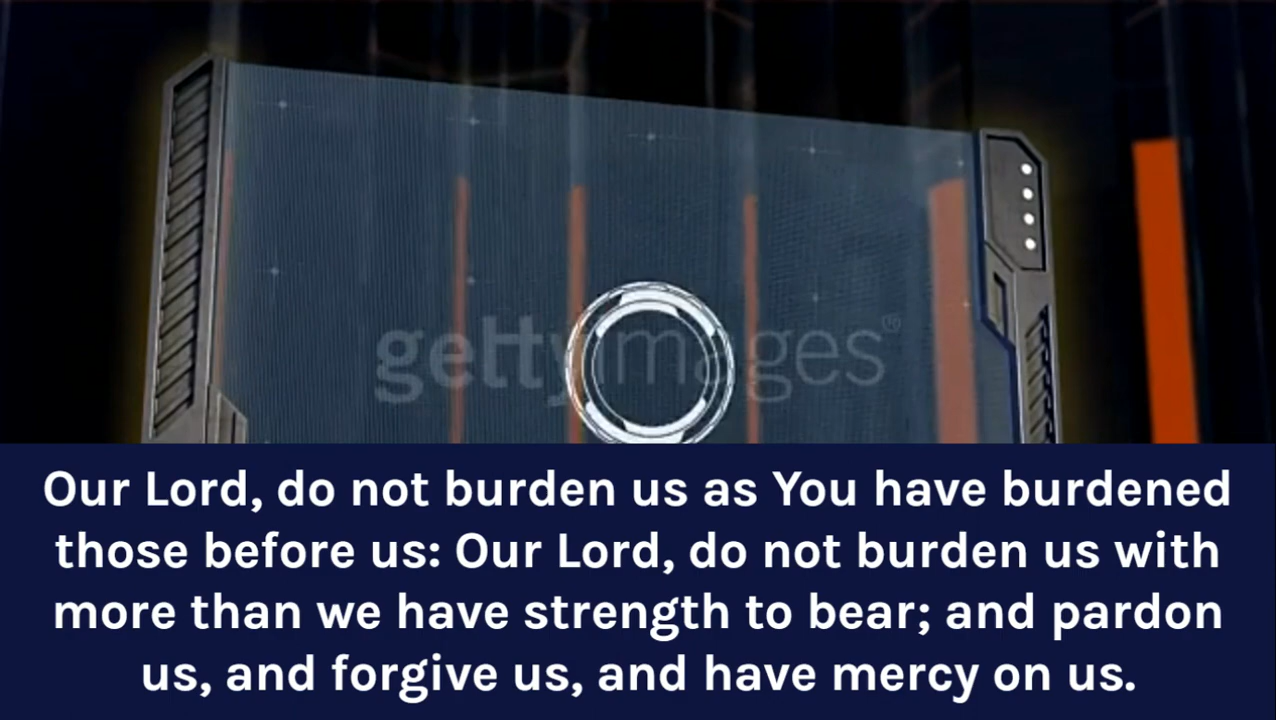 gettyimages®
Our Lord, do not burden us as You have burdened
those before us: Our Lord, do not burden us with
more than we have strength to bear; and pardon
us, and forgive us, and have mercy on us.